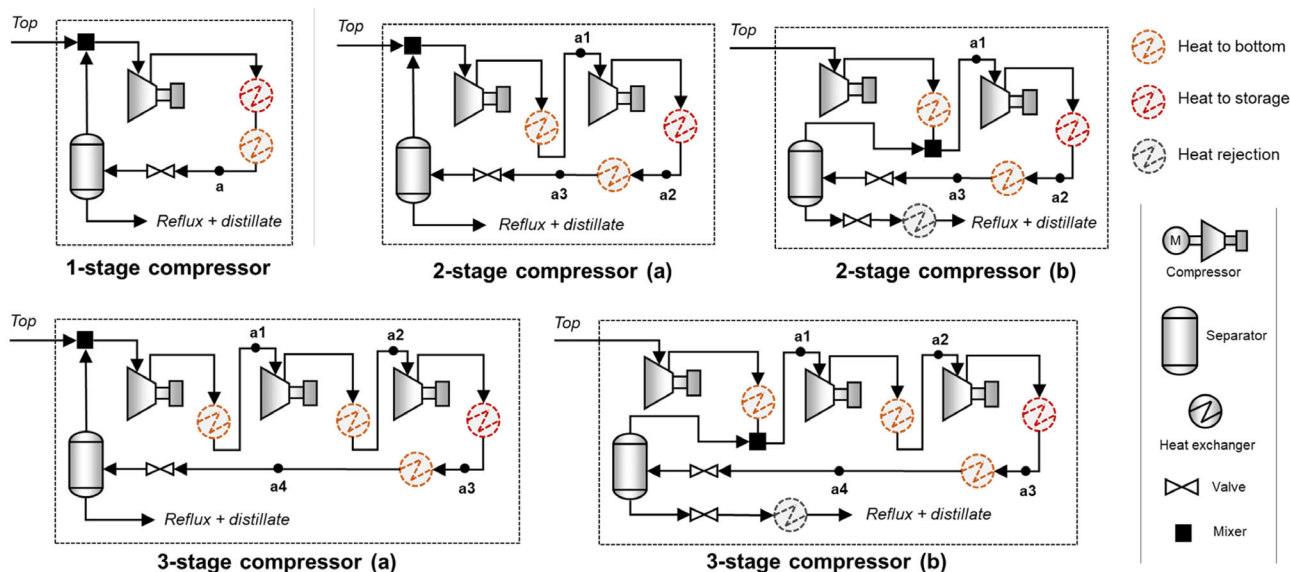 Top
a
Reflux + distillate
1-stage compressor
Top
a1
a3
a2
Reflux + distillate
2-stage compressor (a)
Top
a1
a3
a2
Reflux + distillate
2-stage compressor (b)
Heat to bottom
Heat to storage
Heat rejection
M
Compressor
Separator
Heat exchanger
Valve
Mixer
Top
a1
a2
a4
a3
Reflux + distillate
3-stage compressor (a)
Top
a1
a2
a4
a3
Reflux + distillate
3-stage compressor (b)